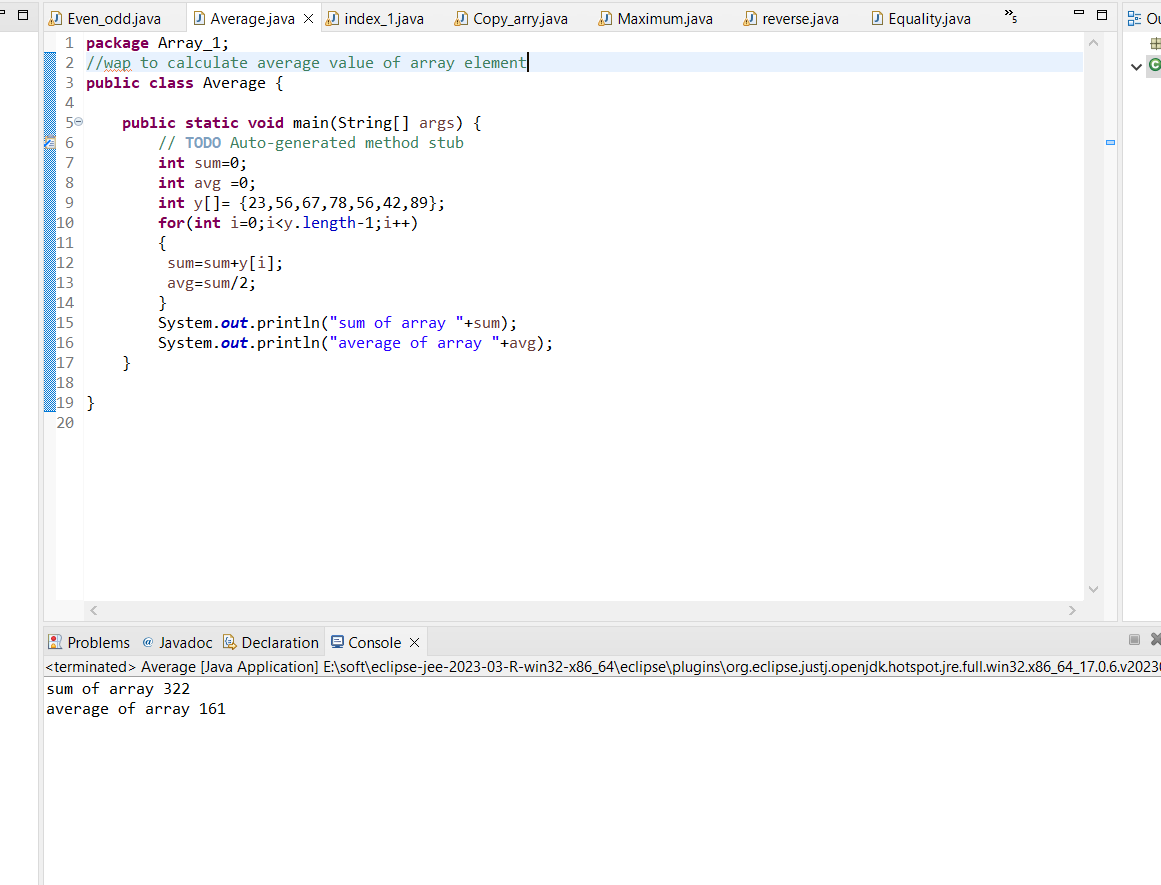 Even_odd.java Average.java index_1.java Copy_arry.java Maximum.java reverse.java Equality.java »5 Ou
1 package Array_1;
2 //wap to calculate average value of array element
3 public class Average {
4
5 public static void main(String[] args) {
6 // TODO Auto-generated method stub
7 int sum=0;
8 int avg =0;
9 int y[]= {23,56,67,78,56,42,89};
10 for(int i=0;i<y.length-1;i++)
11 {
12 sum=sum+y[i];
13 avg=sum/2;
14 }
15 System.out.println("sum of array "+sum);
16 System.out.println("average of array "+avg);
17 }
18
19 }
20
Problems @ Javadoc Declaration Console
<terminated> Average [Java Application] E:\soft\eclipse-jee-2023-03-R-win32-x86_64\eclipse\plugins\org.eclipse.justj.openjdk.hotspot.jre.full.win32.x86_64_17.0.6.v2023
sum of array 322
average of array 161